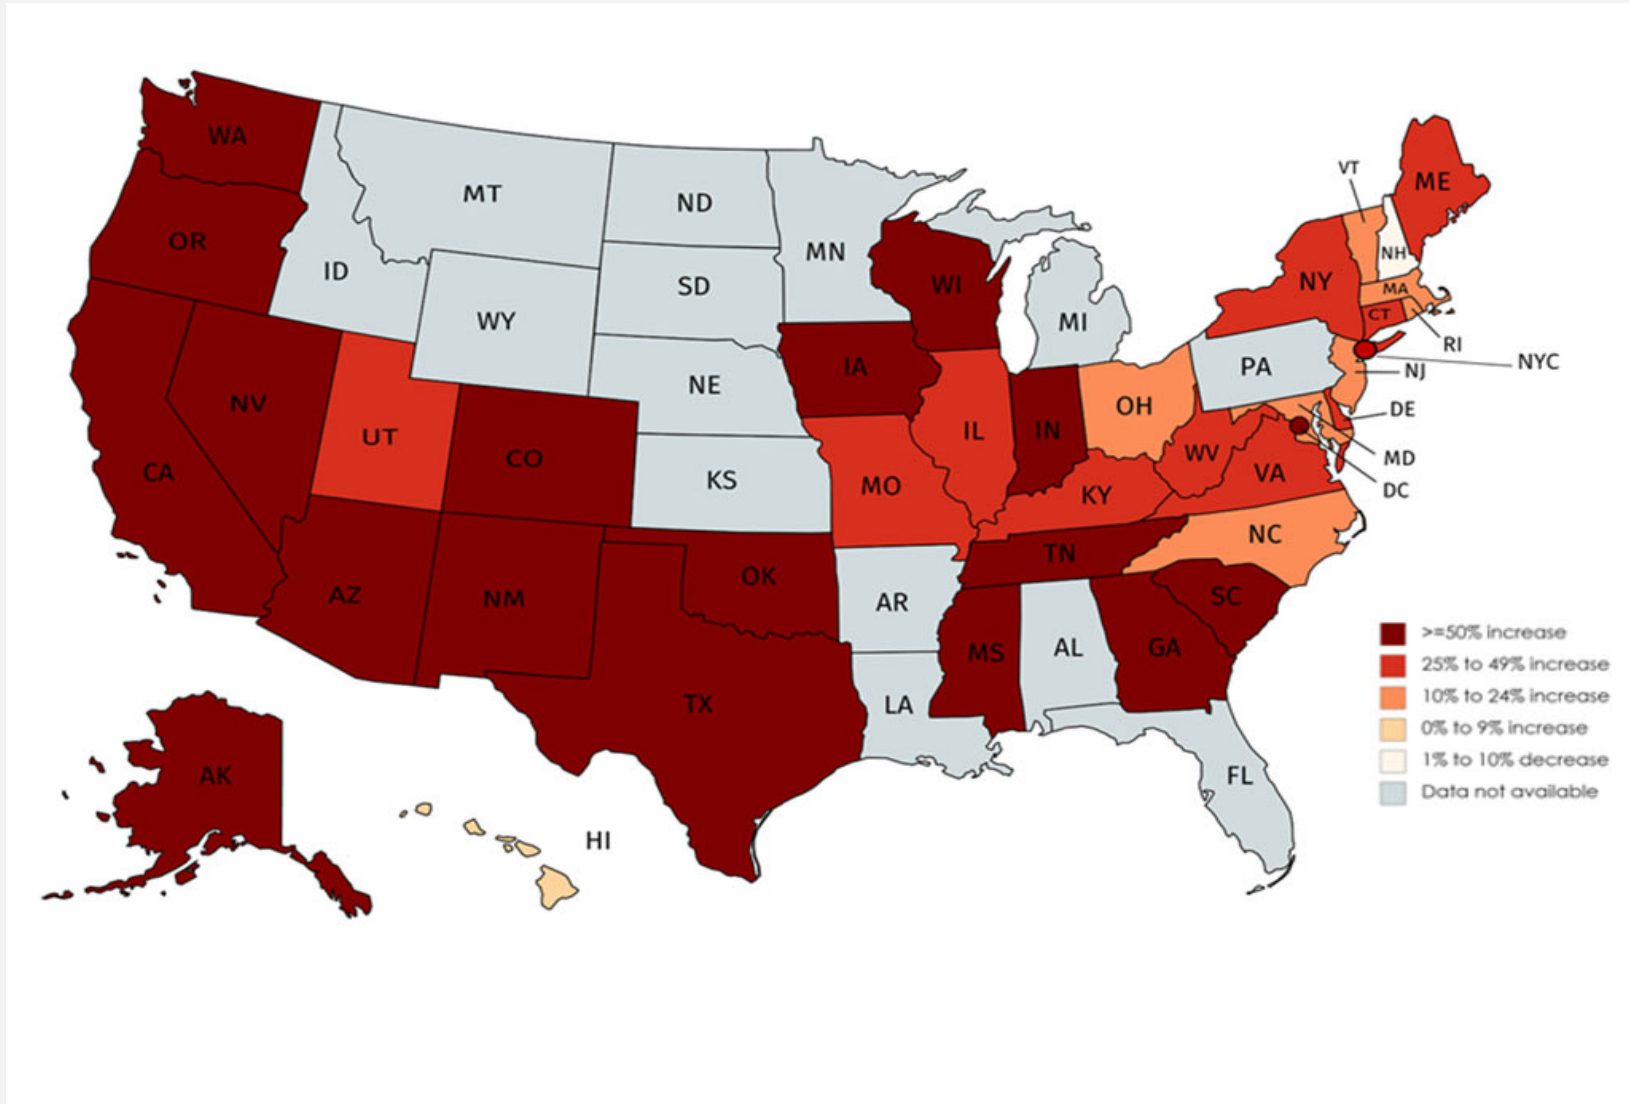 WA
OR
CA
NV
ID
MT
WY
UT
CO
AZ
NM
ND
SD
NE
KS
OK
TX
MN
IA
MO
AR
LA
WI
IL
MI
IN
OH
KY
TN
MS
AL
GA
FL
SC
NC
VA
WV
PA
NY
VT
NH
ME
MA
CT
RI
NYC
NJ
DE
MD
DC
AK
HI
>=50% increase
25% to 49% increase
10% to 24% increase
0% to 9% increase
1% to 10% decrease
Data not available